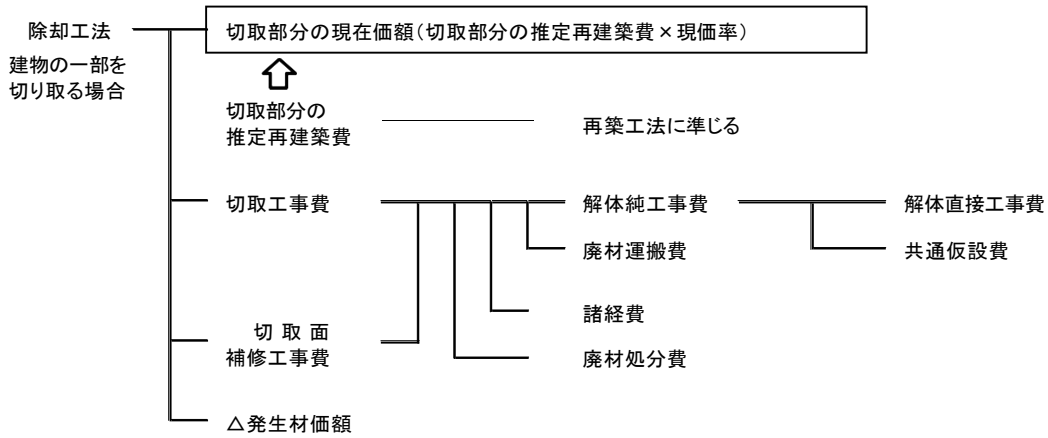 除却工法
切取部分の現在価額(切取部分の推定再建築費×現価率)
建物の一部を
切り取る場合
切取部分の
推定再建築費
再築工法に準じる
切取工事費
解体純工事費
解体直接工事費
廃材運搬費
共通仮設費
諸経費
切取面
補修工事費
廃材処分費
△発生材価額